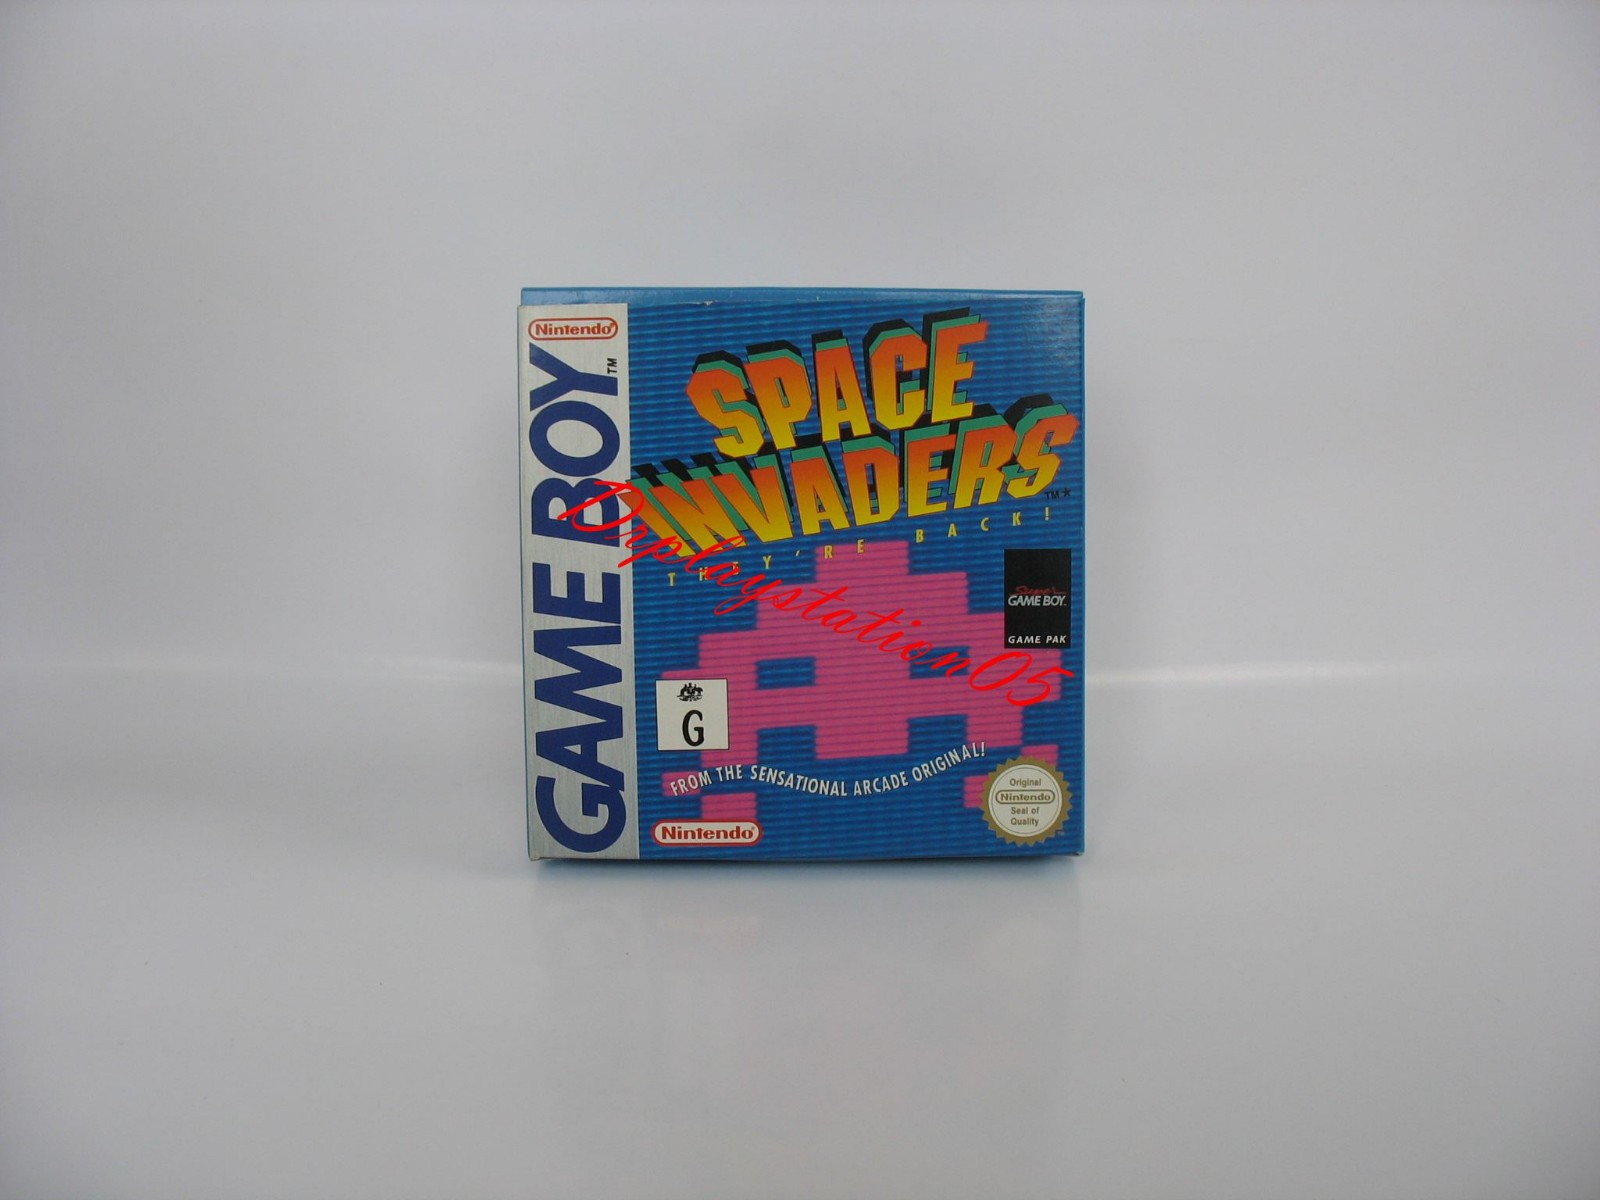 Nintendo®
GAME BOY™
SPACE
INVADERS
™*
THEY'RE BACK!
Drplaystation05
Super
GAME BOY.
GAME PAK
G
FROM THE SENSATIONAL ARCADE ORIGINAL!
Nintendo®
Original
Nintendo
Seal of
Quality